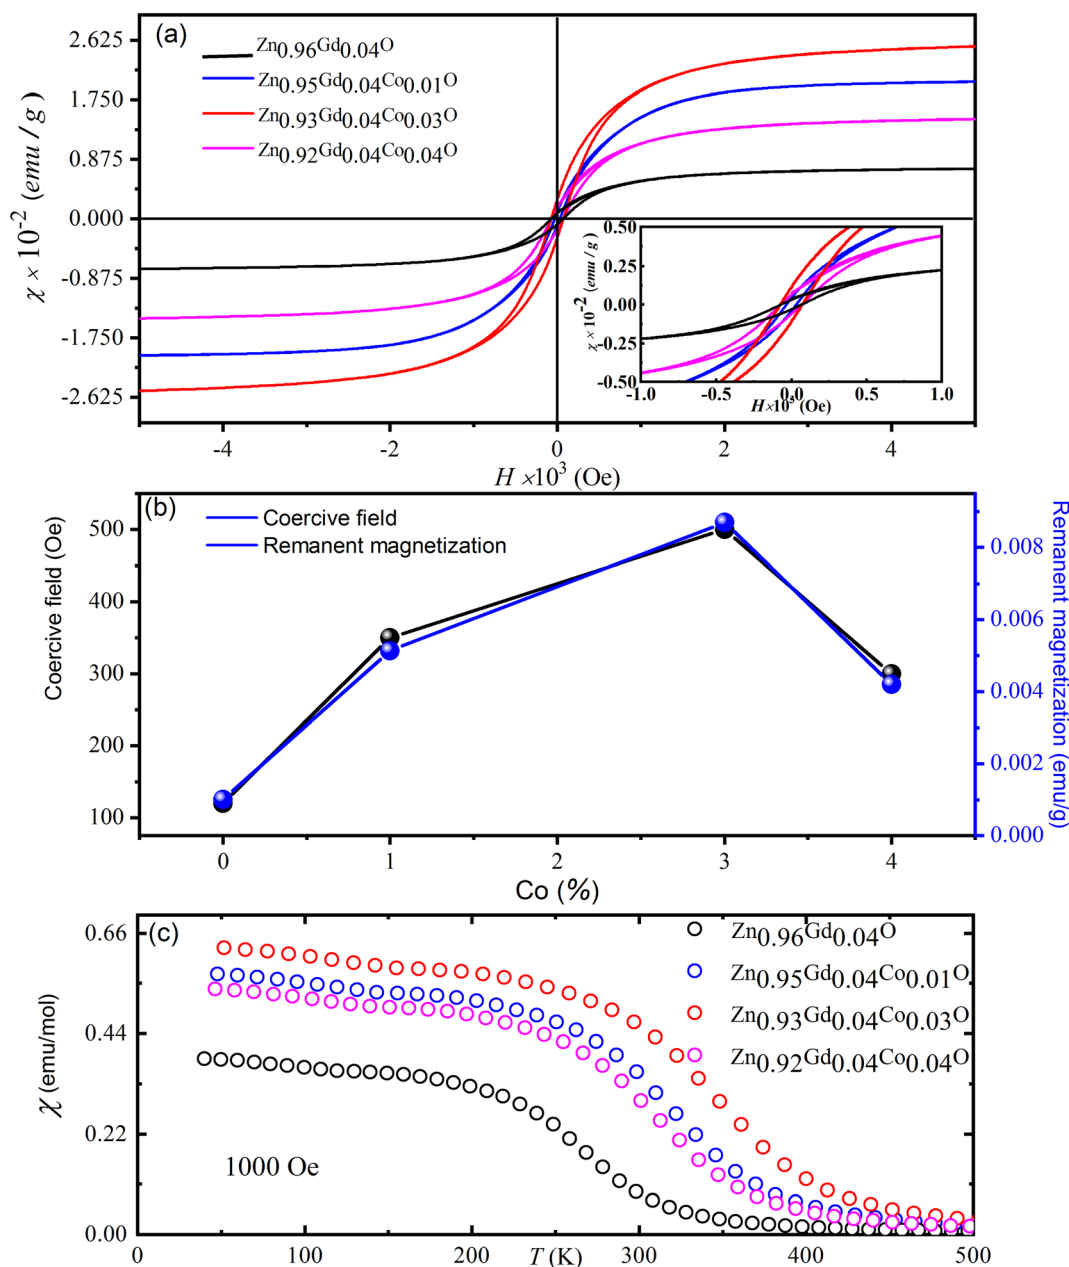 (a)
Zn0.96Gd0.04O
Zn0.95Gd0.04Co0.01O
Zn0.93Gd0.04Co0.03O
Zn0.92Gd0.04Co0.04O
2.625
1.750
0.875
0.000
-0.875
-1.750
-2.625
χ×10-2 (emu / g)
-4 -2 0 2 4
H ×103 (Oe)
0.50
0.25
0.00
-0.25
-0.50
χ×10-2 (emu / g)
-1.0 -0.5 0.0 0.5 1.0
H×103 (Oe)
(b)
Coercive field
Remanent magnetization
500
400
300
200
100
Coercive field (Oe)
0.008
0.006
0.004
0.002
0.000
Remanent magnetization (emu/g)
0 1 2 3 4
Co (%)
(c)
Zn0.96Gd0.04O
Zn0.95Gd0.04Co0.01O
Zn0.93Gd0.04Co0.03O
Zn0.92Gd0.04Co0.04O
0.66
0.44
0.22
0.00
χ (emu/mol)
1000 Oe
0 100 200 300 400 500
T (K)